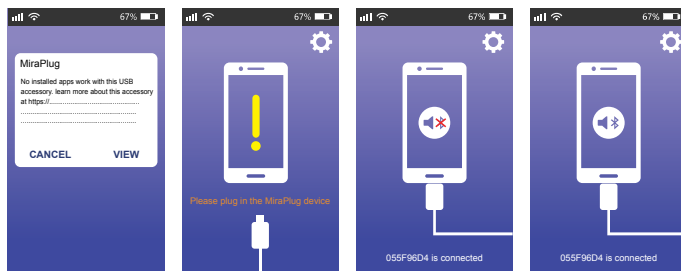 67%
MiraPlug
No installed apps work with this USB
accessory. learn more about this accessory
at https://.............................................
..........................................................
..........................................................
CANCEL VIEW
67%
Please plug in the MiraPlug device
67%
055F96D4 is connected
67%
055F96D4 is connected